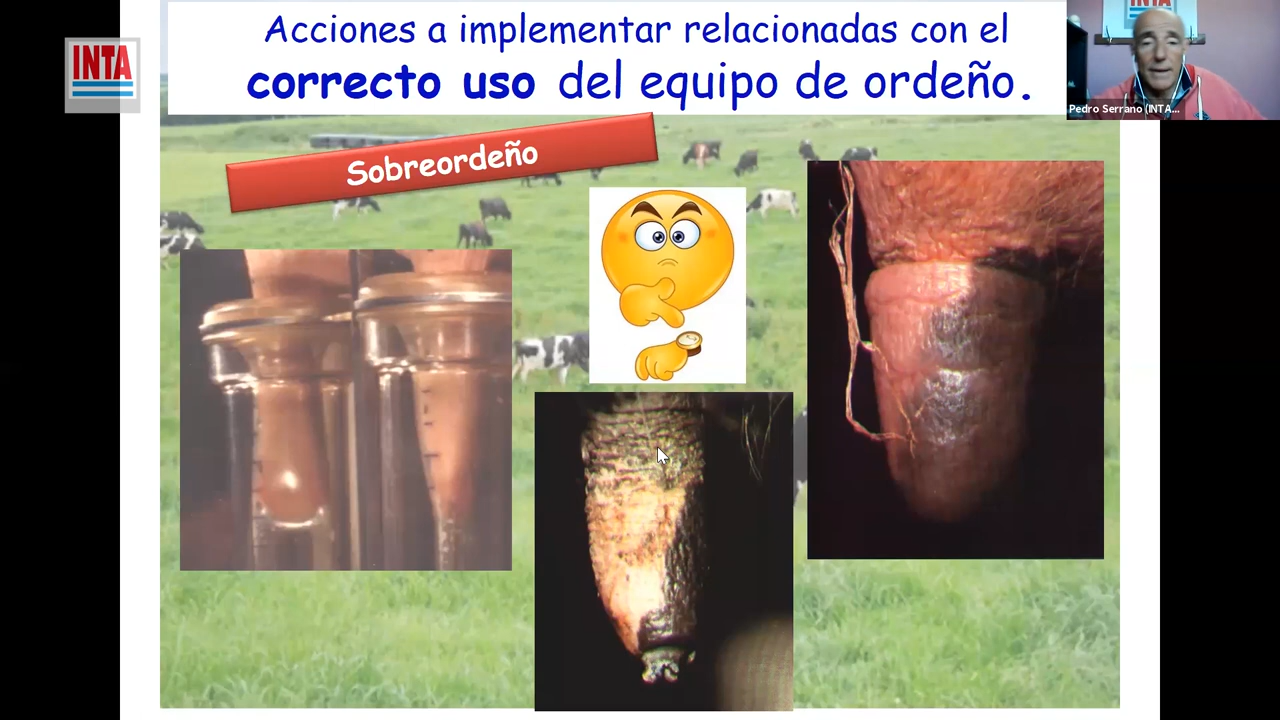 Acciones a implementar relacionadas con el
correcto uso del equipo de ordeño.
INTA
Pedro Serrano (INTA...
Sobreordeño